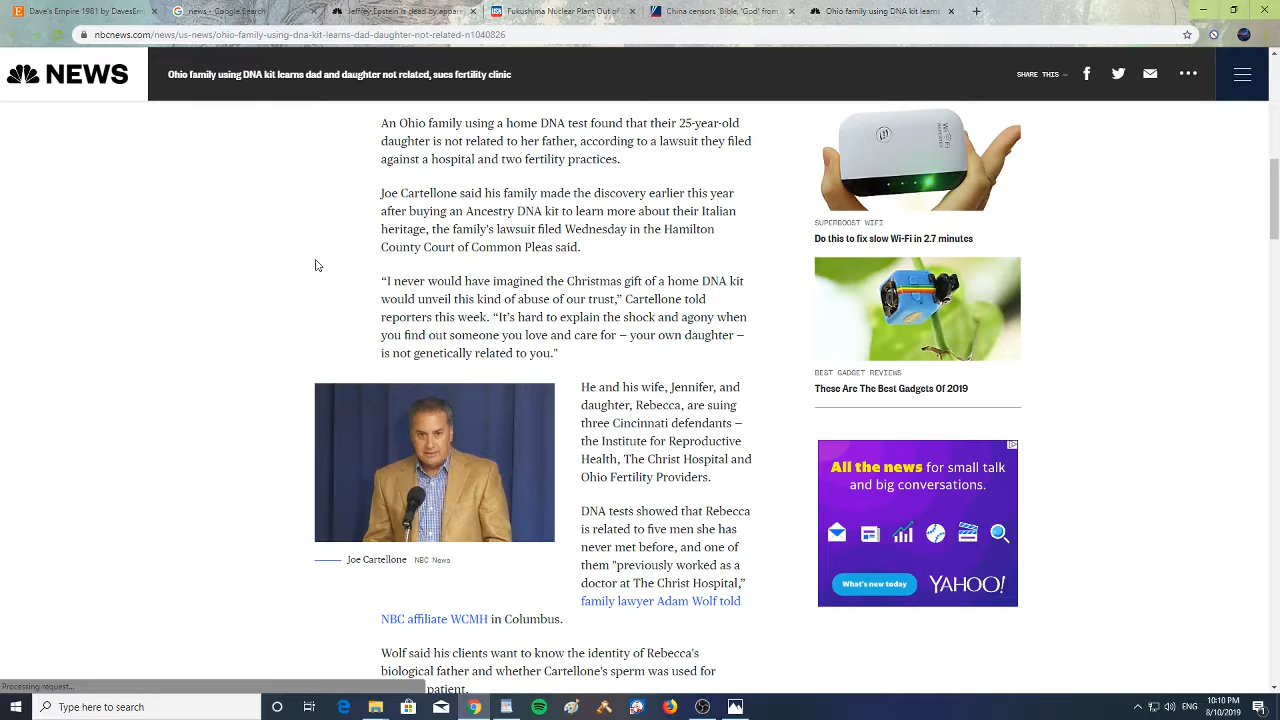 Dave's Empire 1981 by DavesEm
news - Google Search
Jeffrey Epstein is dead by appare
Fukushima Nuclear Plant Out of
China censors 'Bible,' 'God' from
Ohio family using DNA kit learns
nbcnews.com/news/us-news/ohio-family-using-dna-kit-learns-dad-daughter-not-related-n1040826
NEWS
Ohio family using DNA kit learns dad and daughter not related, sues fertility clinic
SHARE THIS —
An Ohio family using a home DNA test found that their 25-year-old
daughter is not related to her father, according to a lawsuit they filed
against a hospital and two fertility practices.
Joe Cartellone said his family made the discovery earlier this year
after buying an Ancestry DNA kit to learn more about their Italian
heritage, the family's lawsuit filed Wednesday in the Hamilton
County Court of Common Pleas said.
“I never would have imagined the Christmas gift of a home DNA kit
would unveil this kind of abuse of our trust,” Cartellone told
reporters this week. “It’s hard to explain the shock and agony when
you find out someone you love and care for — your own daughter —
is not genetically related to you."
He and his wife, Jennifer, and
daughter, Rebecca, are suing
three Cincinnati defendants —
the Institute for Reproductive
Health, The Christ Hospital and
Ohio Fertility Providers.
DNA tests showed that Rebecca
is related to five men she has
never met before, and one of
them "previously worked as a
doctor at The Christ Hospital,”
family lawyer Adam Wolf told
NBC affiliate WCMH in Columbus.
Joe Cartellone NBC News
Wolf said his clients want to know the identity of Rebecca's
biological father and whether Cartellone's sperm was used for
patient.
SUPERBOOST WIFI
Do this to fix slow Wi-Fi in 2.7 minutes
BEST GADGET REVIEWS
These Are The Best Gadgets Of 2019
All the news for small talk
and big conversations.
What's new today
YAHOO!
Processing request...
Type here to search
ENG
10:10 PM
8/10/2019